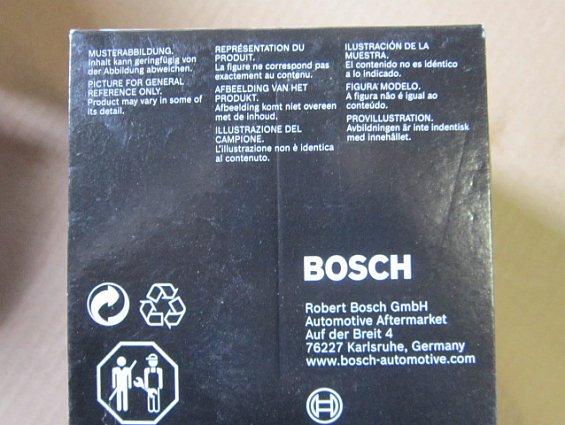 MUSTERABBILDUNG.
Inhalt kann geringfügig von
der Abbildung abweichen.
PICTURE FOR GENERAL
REFERENCE ONLY.
Product may vary in some of
its detail.
REPRÉSENTATION DU
PRODUIT.
La figure ne correspond pas
exactement au contenu.
AFBEELDING VAN HET
PRODUKT.
Afbeelding komt niet overeen
met de inhoud.
ILLUSTRAZIONE DEL
CAMPIONE.
L'illustrazione non è identica
al contenuto.
ILUSTRACIÓN DE LA
MUESTRA.
El contenido no es idéntico
a lo indicado.
FIGURA MODELO.
A figura não é igual ao
conteúdo.
PROVILLUSTRATION.
Avbildningen är inte indentisk
med innehållet.
BOSCH
Robert Bosch GmbH
Automotive Aftermarket
Auf der Breit 4
76227 Karlsruhe, Germany
www.bosch-automotive.com